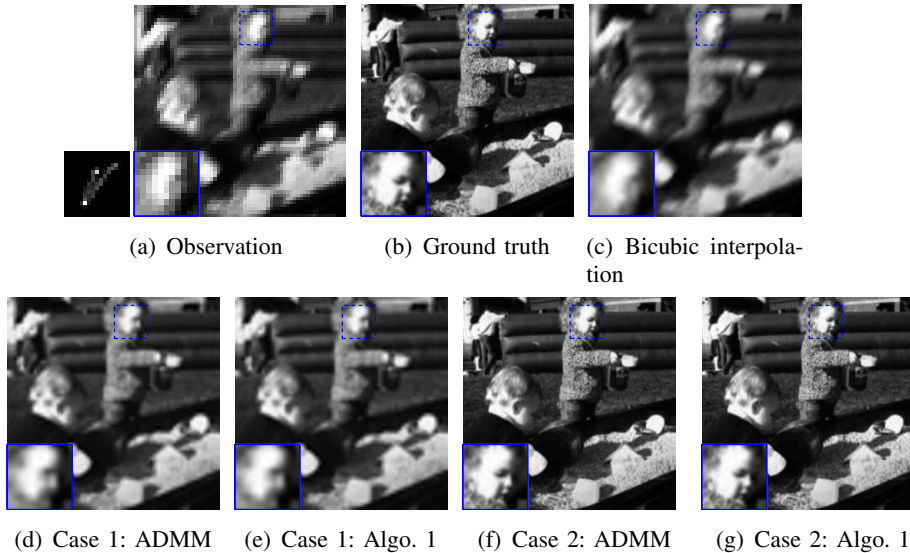 (a) Observation
(b) Ground truth
(c) Bicubic interpola-
tion
(d) Case 1: ADMM
(e) Case 1: Algo. 1
(f) Case 2: ADMM
(g) Case 2: Algo. 1